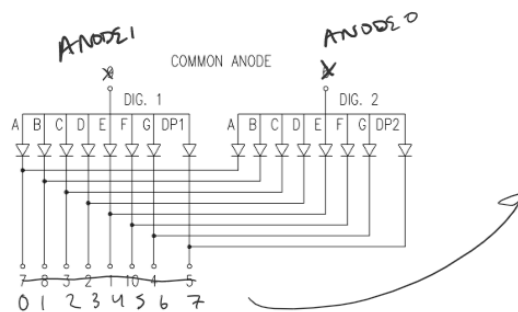 ANODE1 ANODE0
COMMON ANODE
DIG. 1 DIG. 2
A B C D E F G DP1 A B C D E F G DP2
7 8 3 2 1 10 4 5
0 1 2 3 4 5 6 7